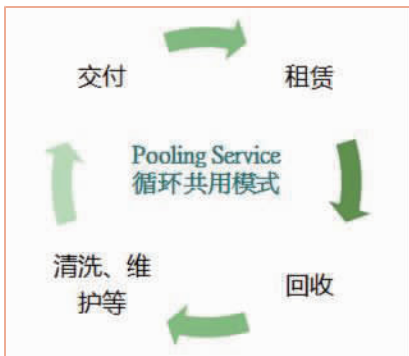 交付
租赁
Pooling Service
循环共用模式
清洗、维
护等
回收